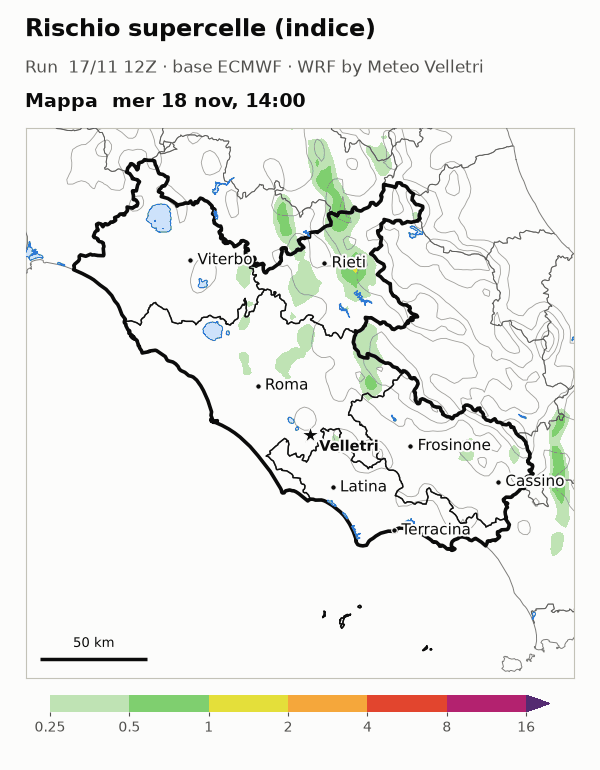 Rischio supercelle (indice)
Run  17/11 12Z · base ECMWF · WRF by Meteo Velletri
Mappa  mer 18 nov, 14:00
Viterbo
Rieti
Roma
Velletri
Frosinone
Cassino
Latina
Terracina
50 km
0.25 0.5 1 2 4 8 16